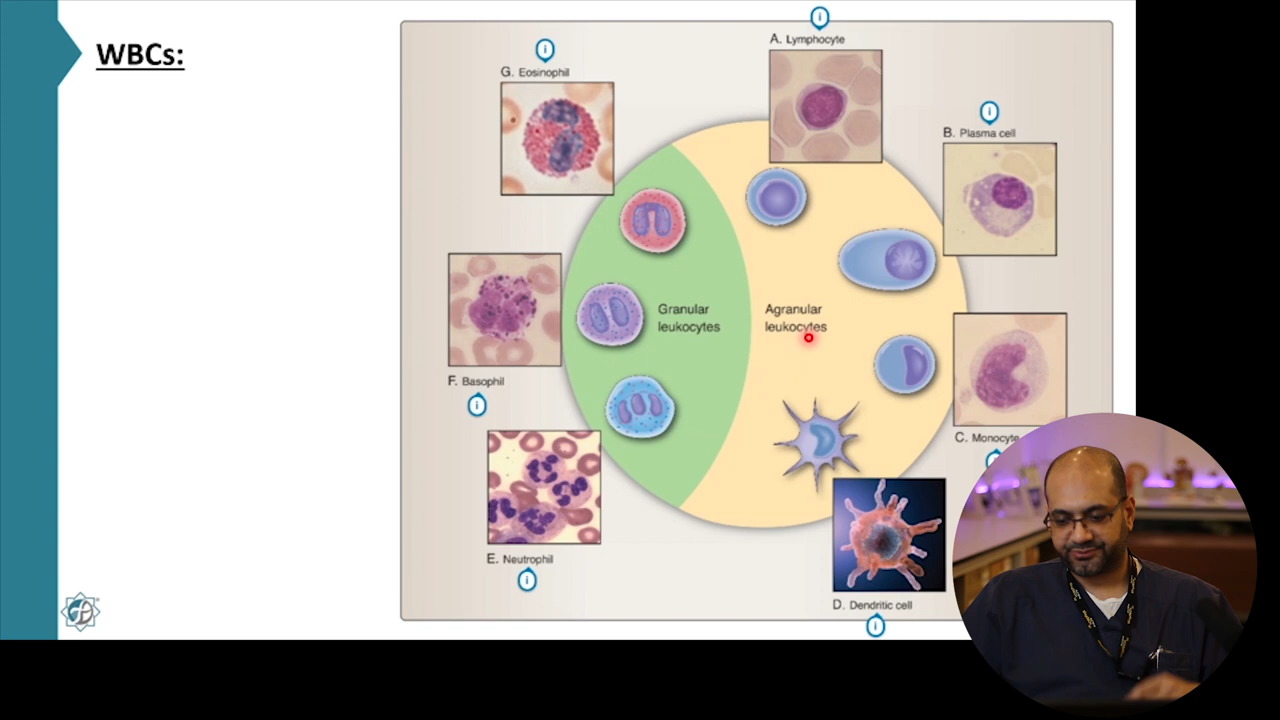 WBCs:
A. Lymphocyte
G. Eosinophil
B. Plasma cell
Granular
leukocytes
Agranular
leukocytes
F. Basophil
C. Monocyte
E. Neutrophil
D. Dendritic cell